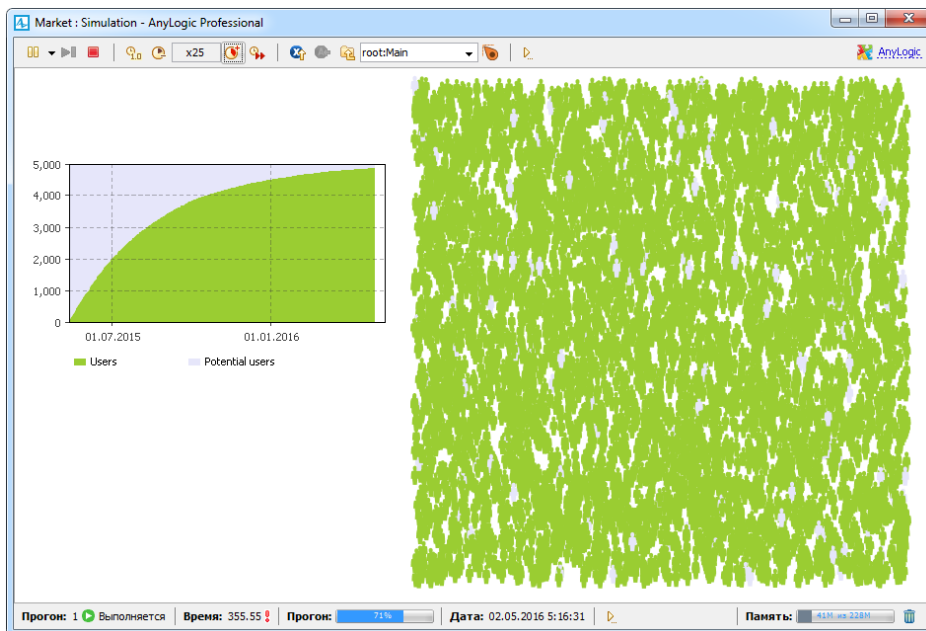 Market : Simulation - AnyLogic Professional
1.0 x25 root:Main AnyLogic
5,000
4,000
3,000
2,000
1,000
0
01.07.2015 01.01.2016
Users Potential users
Прогон: 1 Выполняется Время: 355.55 Прогон: 71% Дата: 02.05.2016 5:16:31 Память: 41M из 228M